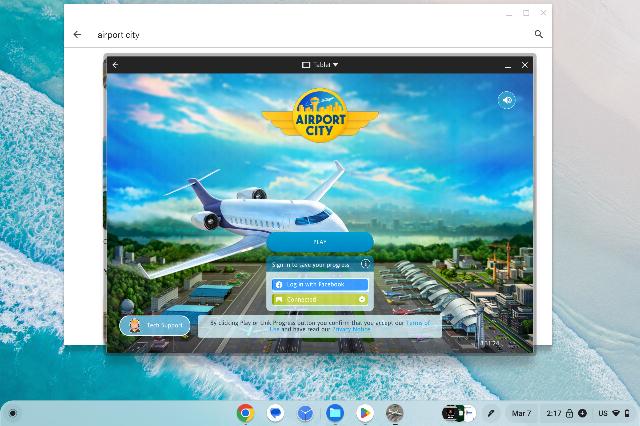 airport city
Tablet
AIRPORT
CITY
PLAY
Sign in to save your progress
Log in with Facebook
Connected
Tech Support
By clicking Play or Link Progress button you confirm that you accept our Terms of
Use and have read our Privacy Notice
Mar 7
2:17
US